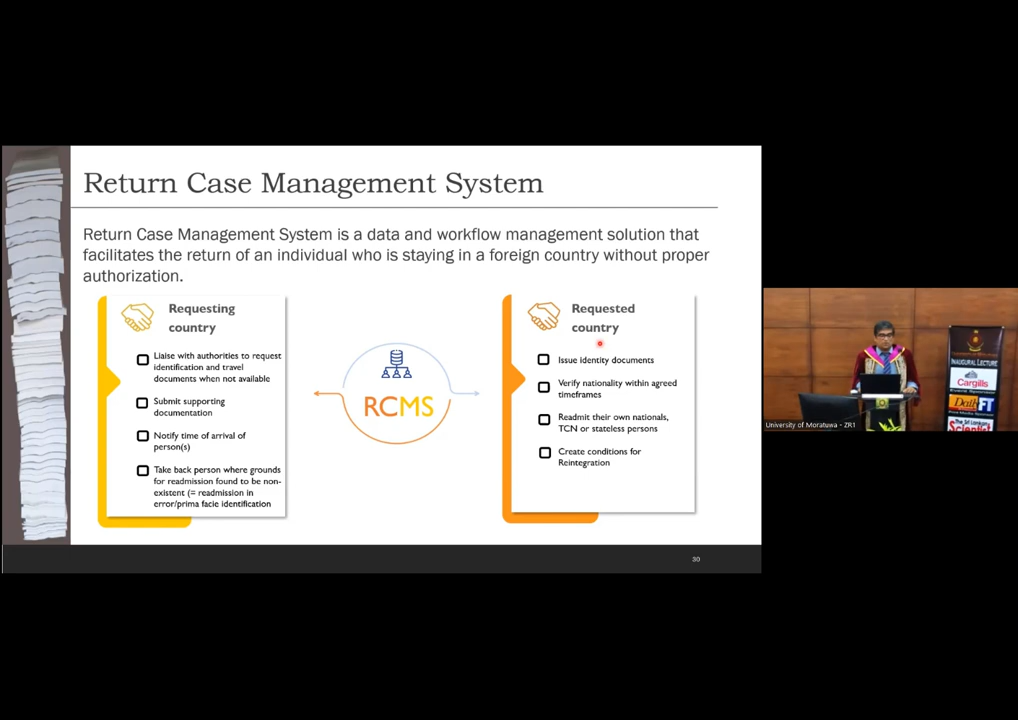 Return Case Management System
Return Case Management System is a data and workflow management solution that
facilitates the return of an individual who is staying in a foreign country without proper
authorization.
Requesting
country
Liaise with authorities to request
identification and travel
documents when not available
Submit supporting
documentation
Notify time of arrival of
person(s)
Take back person where grounds
for readmission found to be non-
existent (= readmission in
error/prima facie identification
RCMS
Requested
country
Issue identity documents
Verify nationality within agreed
timeframes
Readmit their own nationals,
TCN or stateless persons
Create conditions for
Reintegration
30
INAUGURAL LECTURE
Cargills
Daily FT
The Sri Lankan
Scientist
University of Moratuwa - ZR1